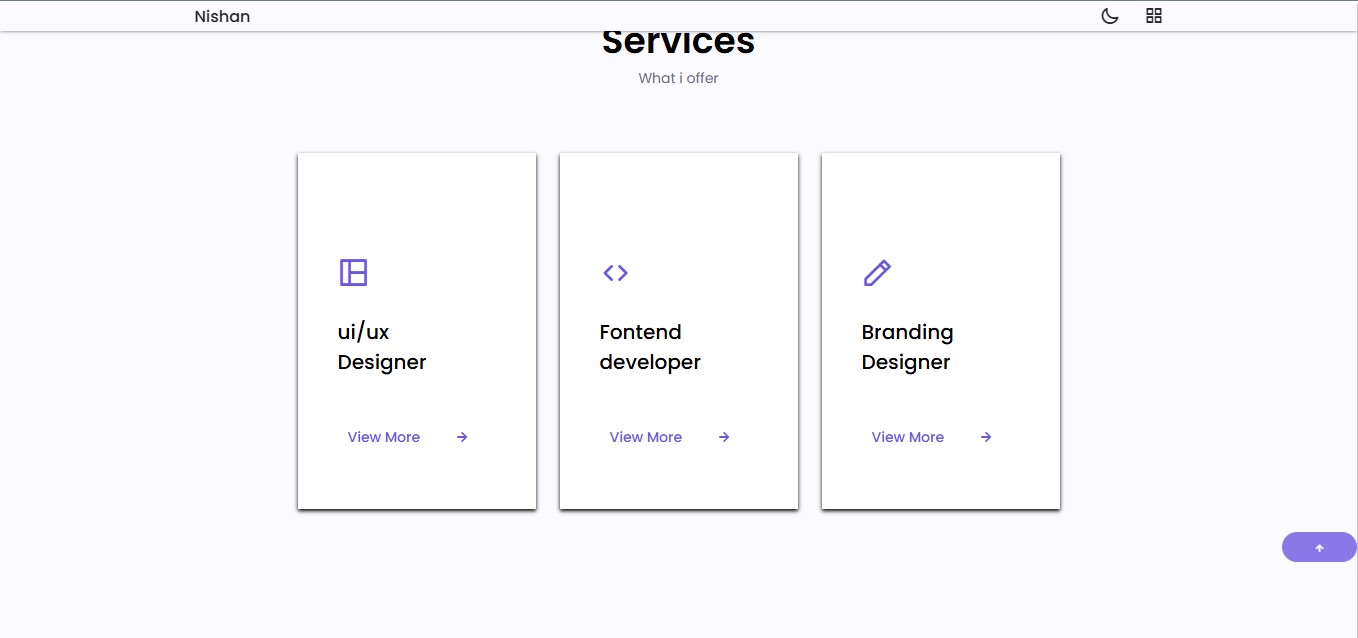 Nishan
Services
What i offer
ui/ux
Designer
View More
Fontend
developer
View More
Branding
Designer
View More